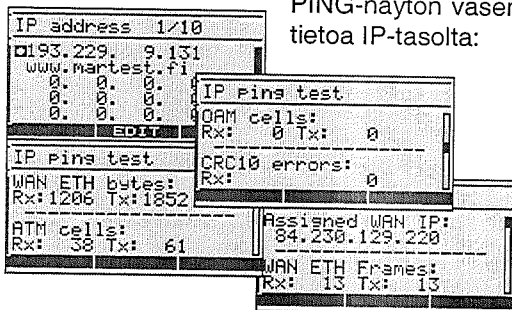 PING-näytön vaser
tietoa IP-tasolta:
IP address 1/10
193.229. 9.131
www.martest.fi
0. 0. 0.
0. 0. 0.
0. 0. 0.
EDIT
IP ping test
OAM cells:
Rx: 0 Tx: 0
CRC10 errors:
Rx: 0
IP ping test
WAN ETH bytes:
Rx:1206 Tx:1852
ATM cells:
Rx: 38 Tx: 61
Assigned WAN IP:
84.230.129.220
WAN ETH Frames:
Rx: 13 Tx: 13